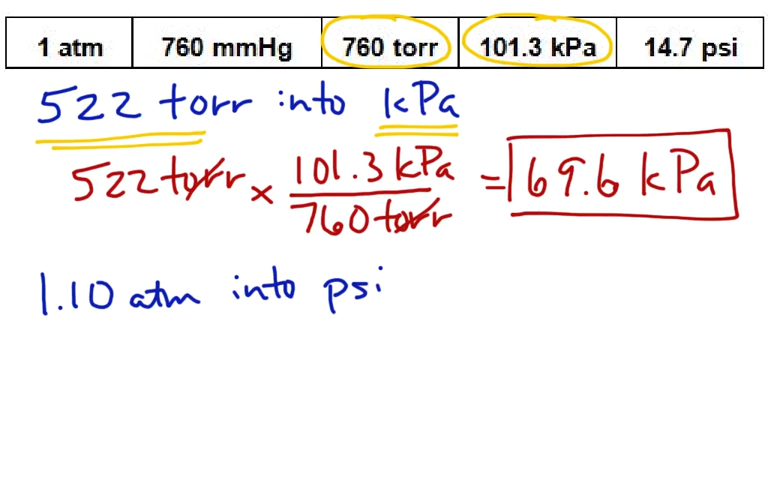 1 atm 760 mmHg 760 torr 101.3 kPa 14.7 psi
522 torr into kPa
522 torr × 101.3 kPa / 760 torr = 69.6 kPa
1.10 atm into psi